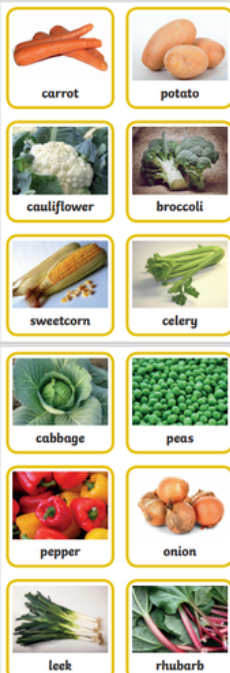 carrot
potato
cauliflower
broccoli
sweetcorn
celery
cabbage
peas
pepper
onion
leek
rhubarb